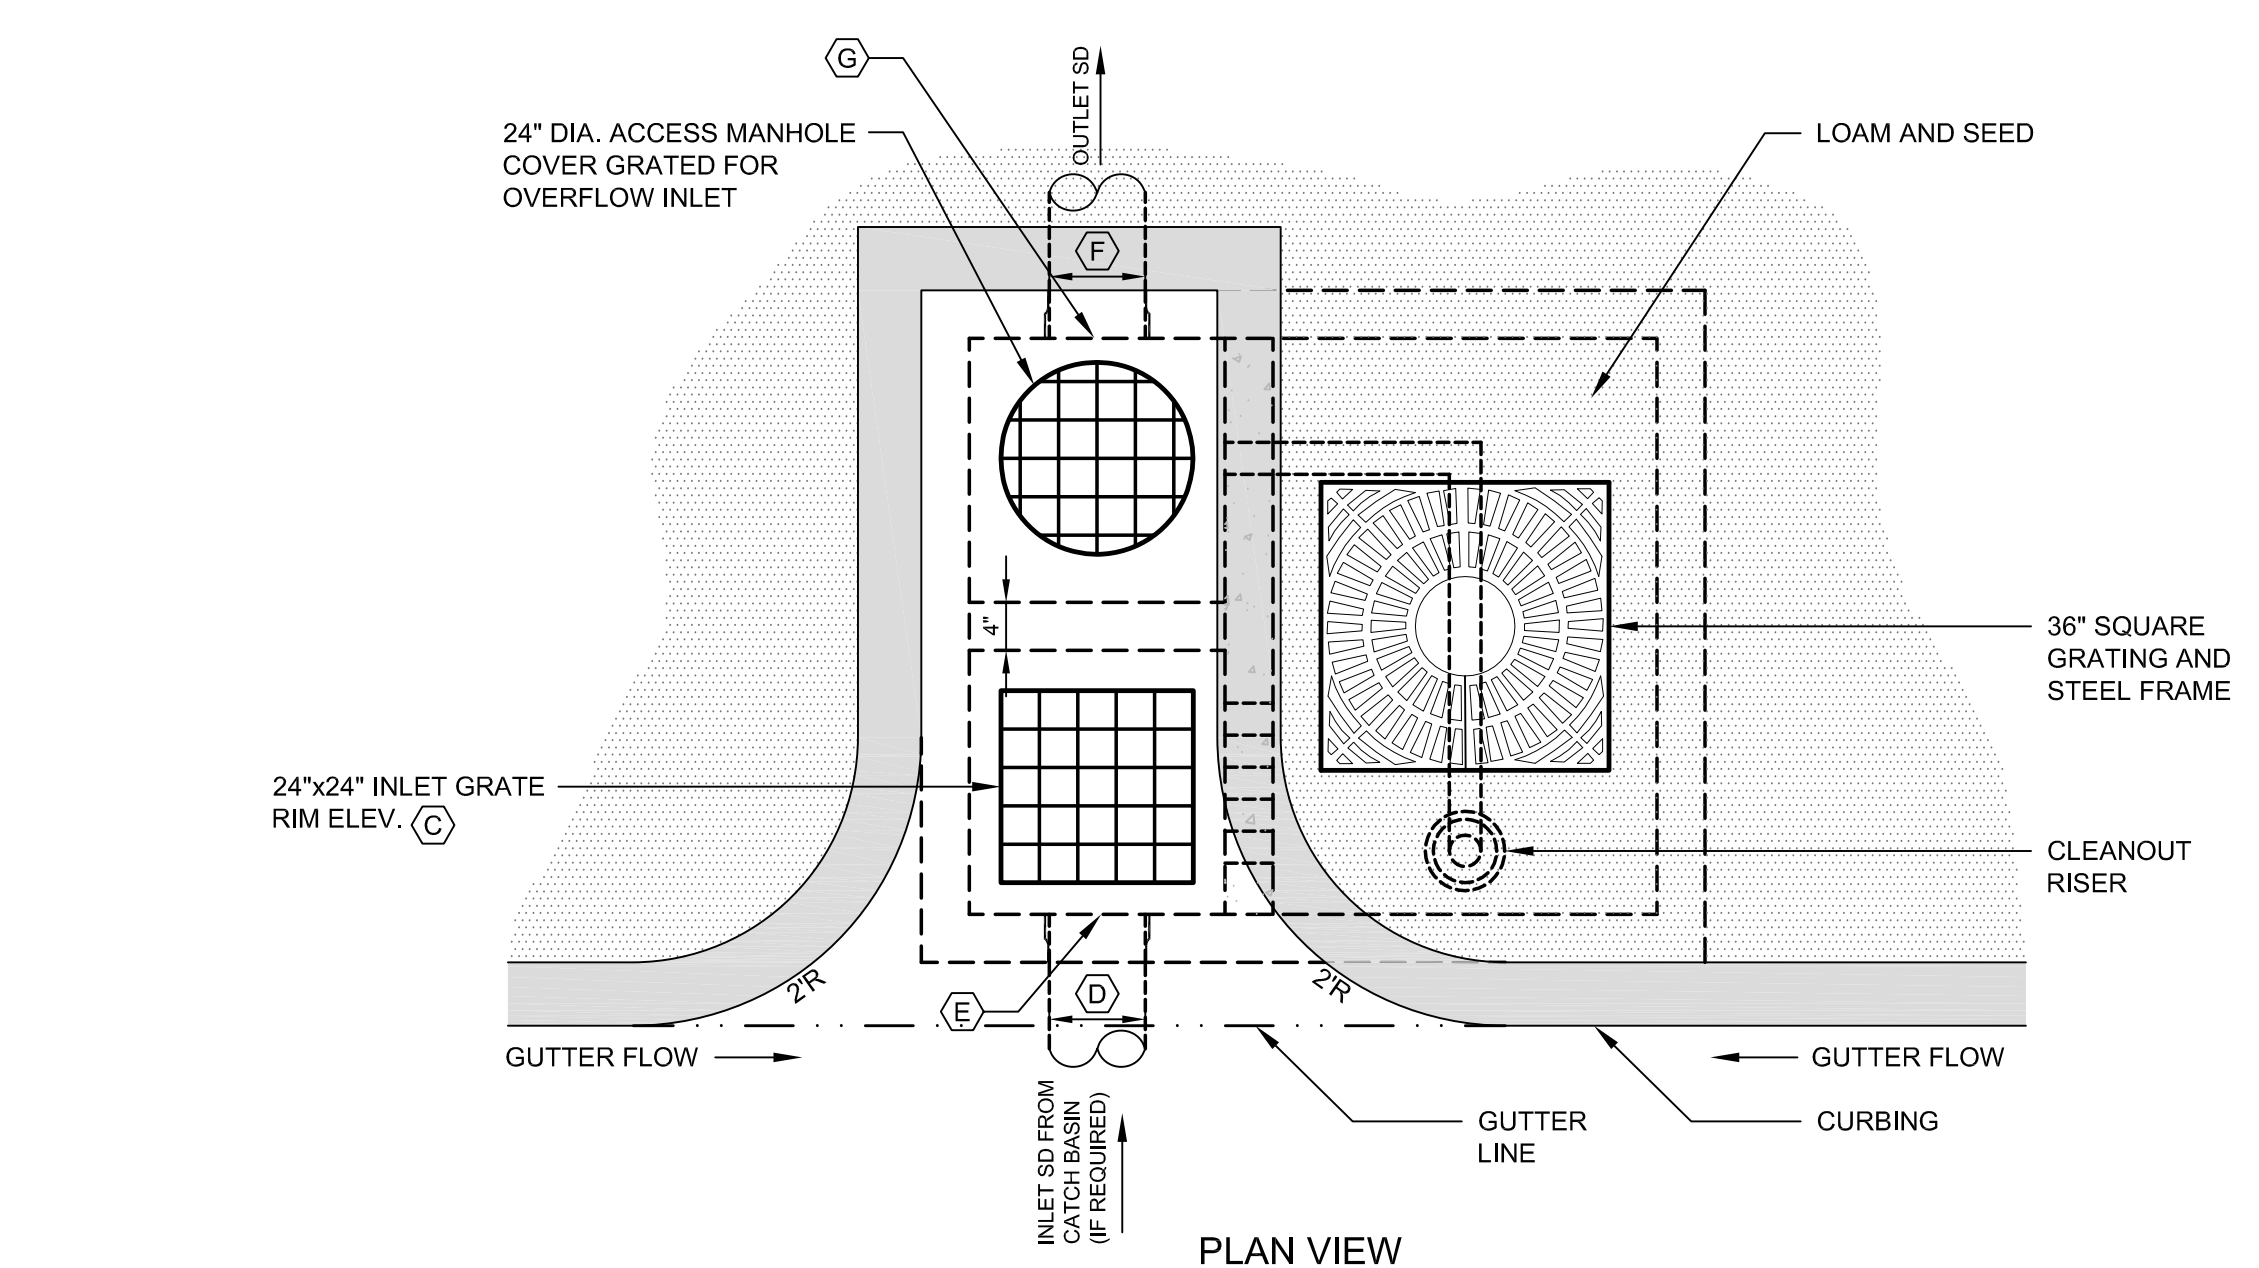 G
24" DIA. ACCESS MANHOLE
COVER GRATED FOR
OVERFLOW INLET
OUTLET SD
LOAM AND SEED
F
4"
36" SQUARE
GRATING AND
STEEL FRAME
24"x24" INLET GRATE
RIM ELEV. C
CLEANOUT
RISER
2'R
2'R
E
D
GUTTER FLOW
GUTTER FLOW
INLET SD FROM
CATCH BASIN
(IF REQUIRED)
GUTTER
LINE
CURBING
PLAN VIEW